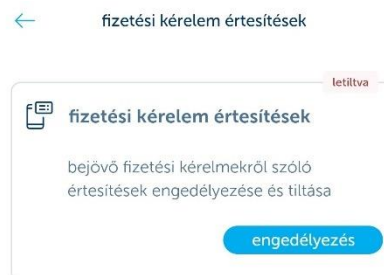 fizetési kérelem értesítések
letiltva
fizetési kérelem értesítések
bejövő fizetési kérelmekről szóló
értesítések engedélyezése és tiltása
engedélyezés